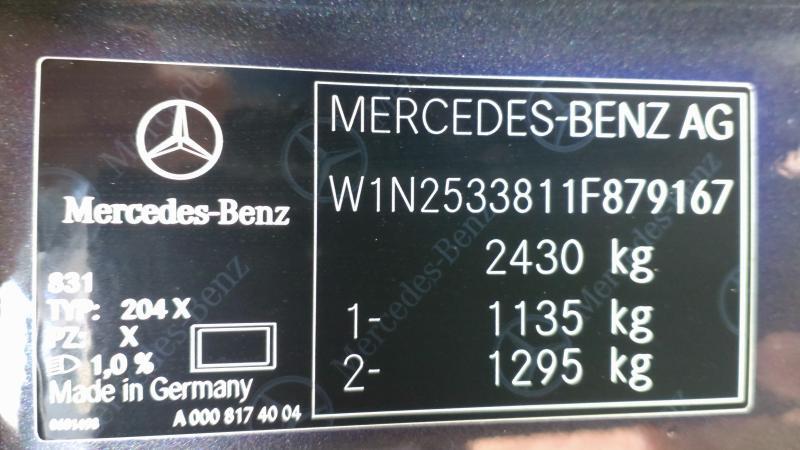 Mercedes-Benz
831
TYP: 204 X
PZ: X
1,0 %
Made in Germany
A 000 817 40 04
MERCEDES-BENZ AG
W1N2533811F879167
2430 kg
1- 1135 kg
2- 1295 kg